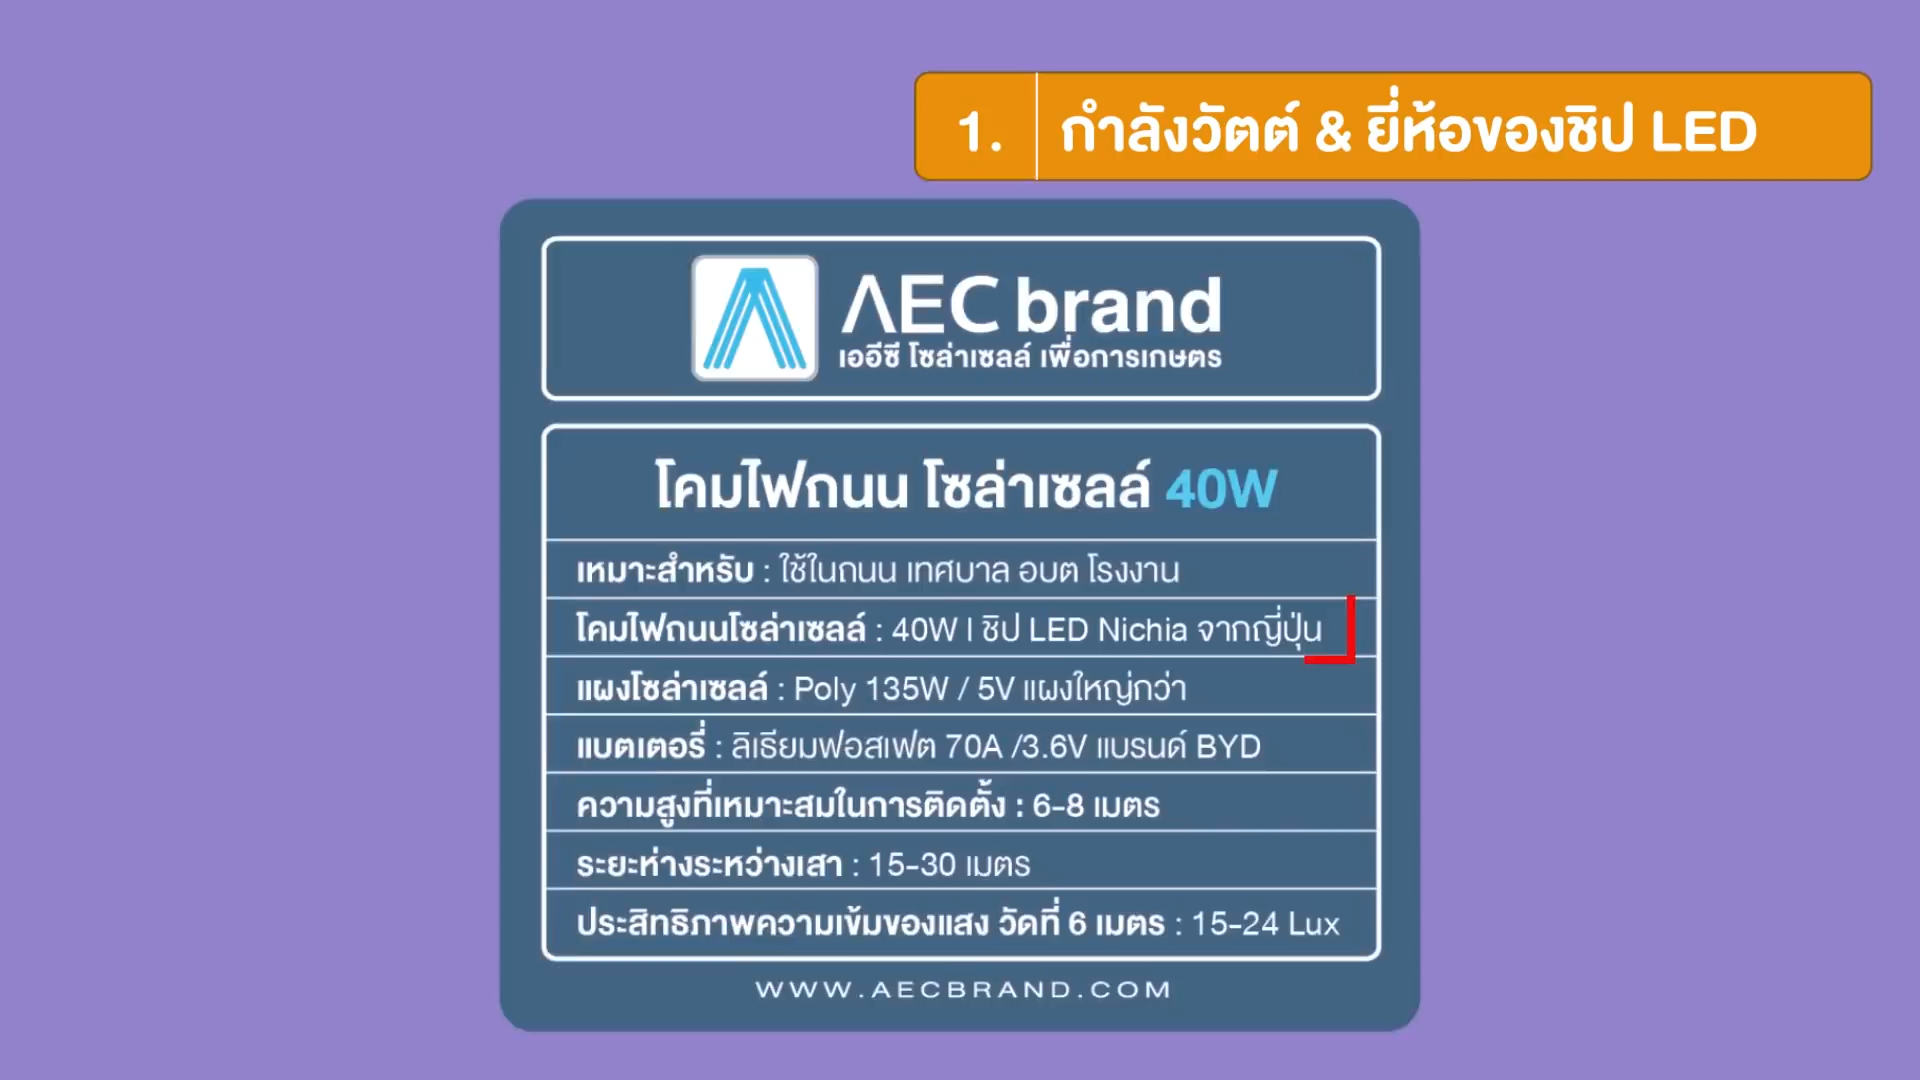 1. กำลังวัตต์ & ยี่ห้อของชิป LED
AEC brand
เออีซี โซล่าเซลล์ เพื่อการเกษตร
โคมไฟถนน โซล่าเซลล์ 40W
เหมาะสำหรับ : ใช้ในถนน เทศบาล อบต โรงงาน
โคมไฟถนนโซล่าเซลล์ : 40W | ชิป LED Nichia จากญี่ปุ่น
แผงโซล่าเซลล์ : Poly 135W / 5V แผงใหญ่กว่า
แบตเตอรี่ : ลิเธียมฟอสเฟต 70A /3.6V แบรนด์ BYD
ความสูงที่เหมาะสมในการติดตั้ง : 6-8 เมตร
ระยะห่างระหว่างเสา : 15-30 เมตร
ประสิทธิภาพความเข้มของแสง วัดที่ 6 เมตร : 15-24 Lux
WWW.AECBRAND.COM